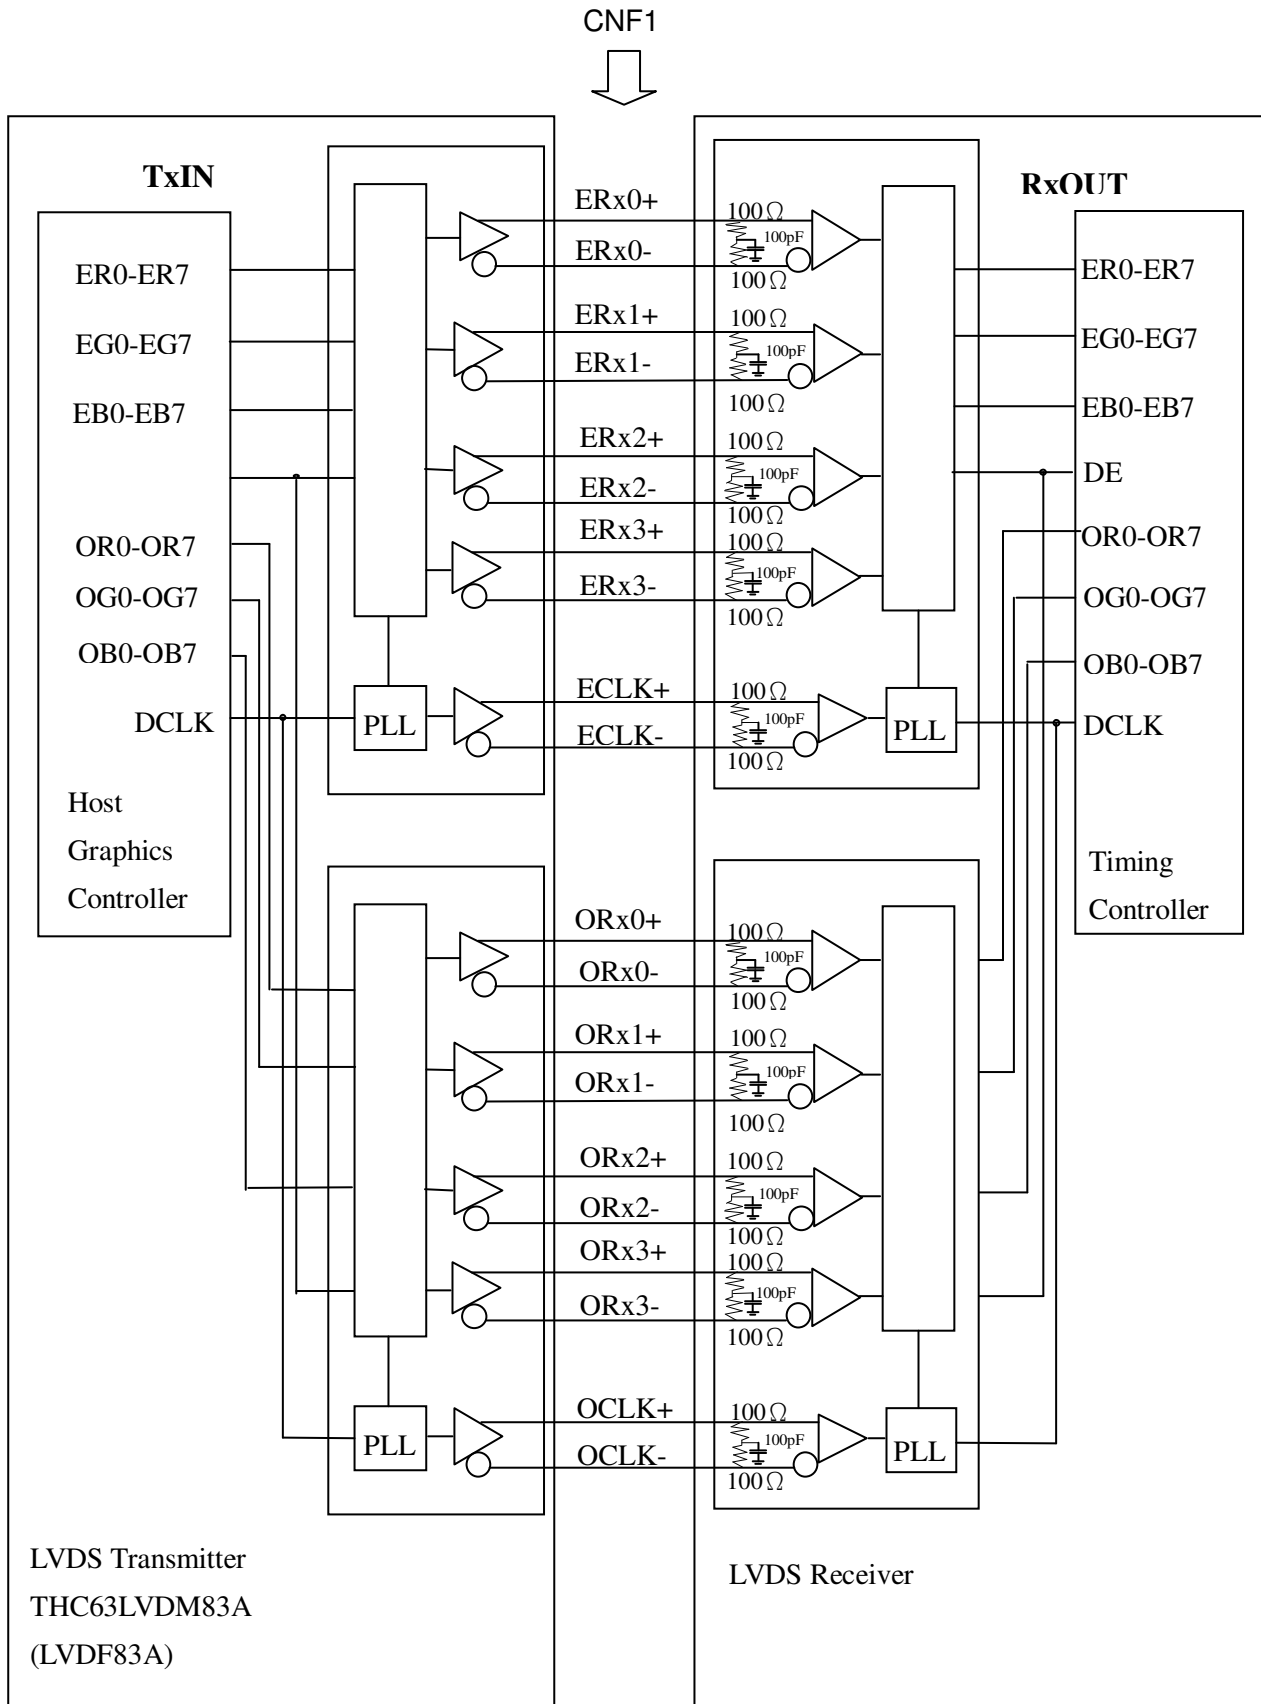 CNF1
TxIN
RxOUT
ER0-ER7
EG0-EG7
EB0-EB7
OR0-OR7
OG0-OG7
OB0-OB7
DCLK
Host
Graphics
Controller
PLL
ERx0+
ERx0-
ERx1+
ERx1-
ERx2+
ERx2-
ERx3+
ERx3-
ECLK+
ECLK-
100Ω
100pF
100Ω
100Ω
100pF
100Ω
100Ω
100pF
100Ω
100Ω
100pF
100Ω
100Ω
100pF
100Ω
PLL
ER0-ER7
EG0-EG7
EB0-EB7
DE
OR0-OR7
OG0-OG7
OB0-OB7
DCLK
Timing
Controller
PLL
ORx0+
ORx0-
ORx1+
ORx1-
ORx2+
ORx2-
ORx3+
ORx3-
OCLK+
OCLK-
100Ω
100pF
100Ω
100Ω
100pF
100Ω
100Ω
100pF
100Ω
100Ω
100pF
100Ω
100Ω
100pF
100Ω
PLL
LVDS Transmitter
THC63LVDM83A
(LVDF83A)
LVDS Receiver